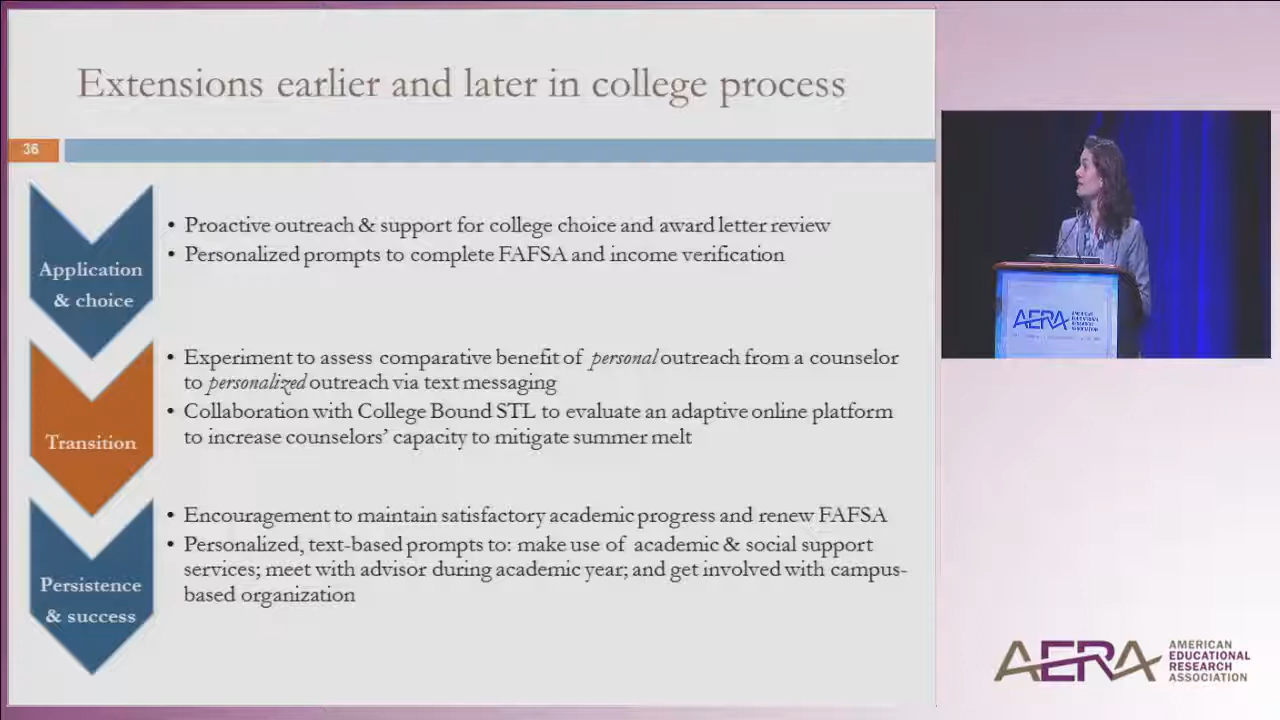 Extensions earlier and later in college process
36
Application
& choice
• Proactive outreach & support for college choice and award letter review
• Personalized prompts to complete FAFSA and income verification
Transition
• Experiment to assess comparative benefit of personal outreach from a counselor
to personalized outreach via text messaging
• Collaboration with College Bound STL to evaluate an adaptive online platform
to increase counselors’ capacity to mitigate summer melt
Persistence
& success
• Encouragement to maintain satisfactory academic progress and renew FAFSA
• Personalized, text-based prompts to: make use of academic & social support
services; meet with advisor during academic year; and get involved with campus-
based organization
AERA
AMERICAN
EDUCATIONAL
RESEARCH
ASSOCIATION
AERA
AMERICAN
EDUCATIONAL
RESEARCH
ASSOCIATION